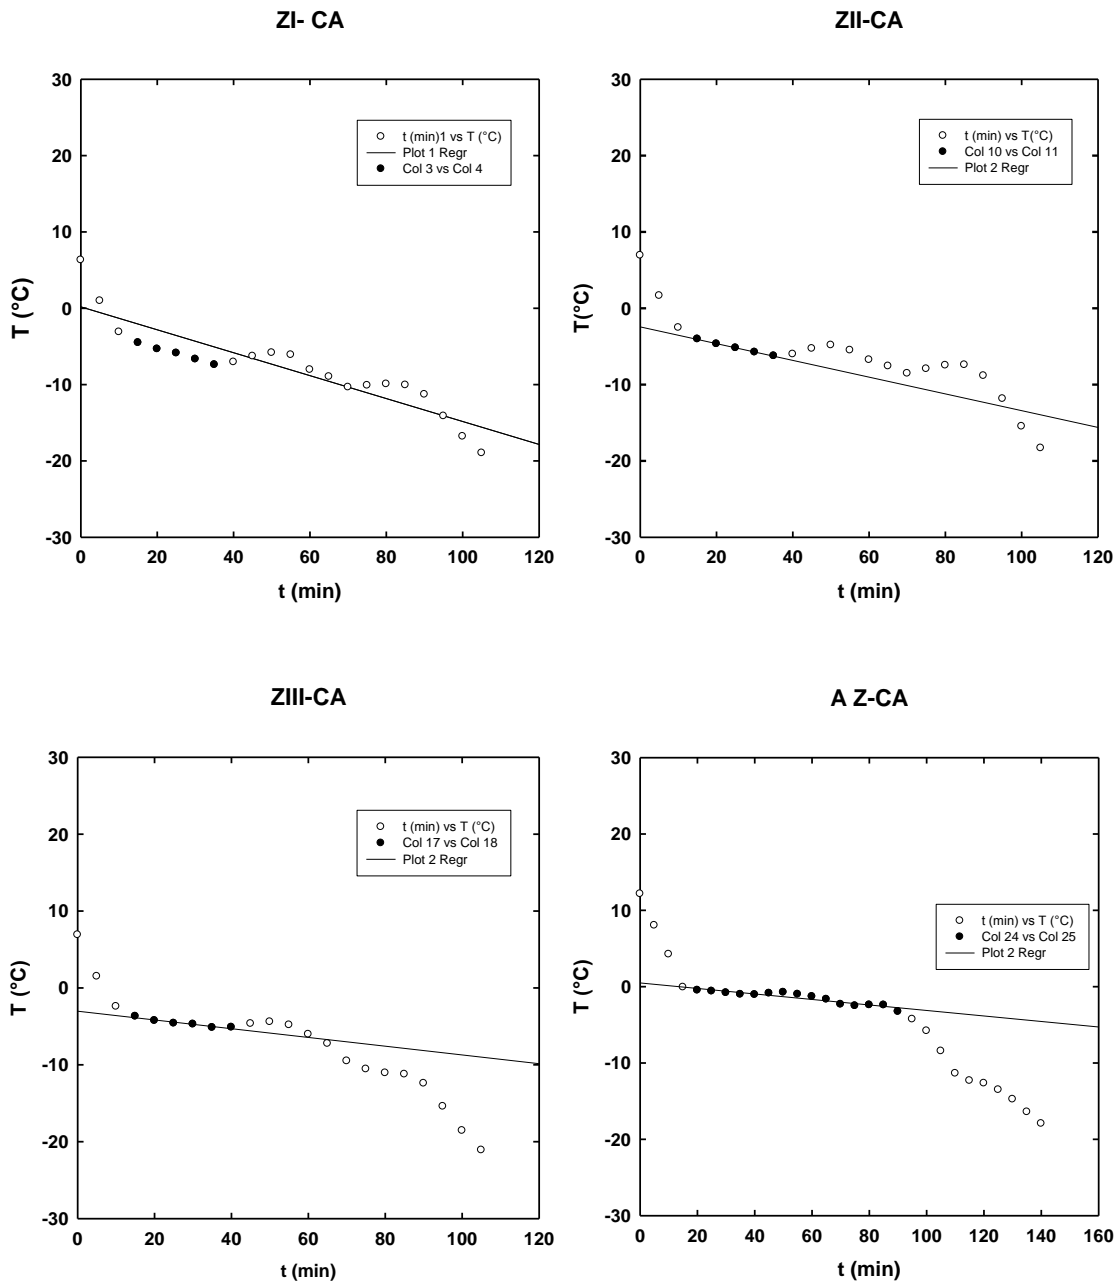 ZI- CA
30
20
10
0
-10
-20
-30
T (°C)
t (min)1 vs T (°C)
Plot 1 Regr
Col 3 vs Col 4
0 20 40 60 80 100 120
t (min)
ZII-CA
30
20
10
0
-10
-20
-30
T(°C)
t (min) vs T(°C)
Col 10 vs Col 11
Plot 2 Regr
0 20 40 60 80 100 120
t (min)
ZIII-CA
30
20
10
0
-10
-20
-30
T (°C)
t (min) vs T (°C)
Col 17 vs Col 18
Plot 2 Regr
0 20 40 60 80 100 120
t (min)
A Z-CA
30
20
10
0
-10
-20
-30
T (°C)
t (min) vs T (°C)
Col 24 vs Col 25
Plot 2 Regr
0 20 40 60 80 100 120 140 160
t (min)